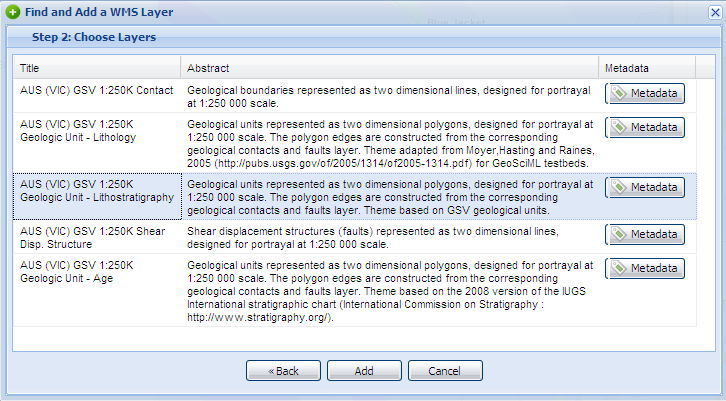 Blue Jacket
Find and Add a WMS Layer
Step 2: Choose Layers
Title Abstract Metadata
AUS (VIC) GSV 1:250K Contact
Geological boundaries represented as two dimensional lines, designed for portrayal
at 1:250 000 scale.
Metadata
AUS (VIC) GSV 1:250K
Geologic Unit - Lithology
Geological units represented as two dimensional polygons, designed for portrayal at
1:250 000 scale. The polygon edges are constructed from the corresponding
geological contacts and faults layer. Theme adapted from Moyer,Hasting and Raines,
2005 (http://pubs.usgs.gov/of/2005/1314/of2005-1314.pdf) for GeoSciML testbeds.
Metadata
AUS (VIC) GSV 1:250K
Geologic Unit - Lithostratigraphy
Geological units represented as two dimensional polygons, designed for portrayal at
1:250 000 scale. The polygon edges are constructed from the corresponding
geological contacts and faults layer. Theme based on GSV geological units.
Metadata
AUS (VIC) GSV 1:250K Shear
Disp. Structure
Shear displacement structures (faults) represented as two dimensional lines,
designed for portrayal at 1:250 000 scale.
Metadata
AUS (VIC) GSV 1:250K
Geologic Unit - Age
Geological units represented as two dimensional polygons, designed for portrayal at
1:250 000 scale. The polygon edges are constructed from the corresponding
geological contacts and faults layer. Theme based on the 2008 version of the IUGS
International stratigraphic chart (International Commission on Stratigraphy :
http://www.stratigraphy.org/).
Metadata
«Back Add Cancel